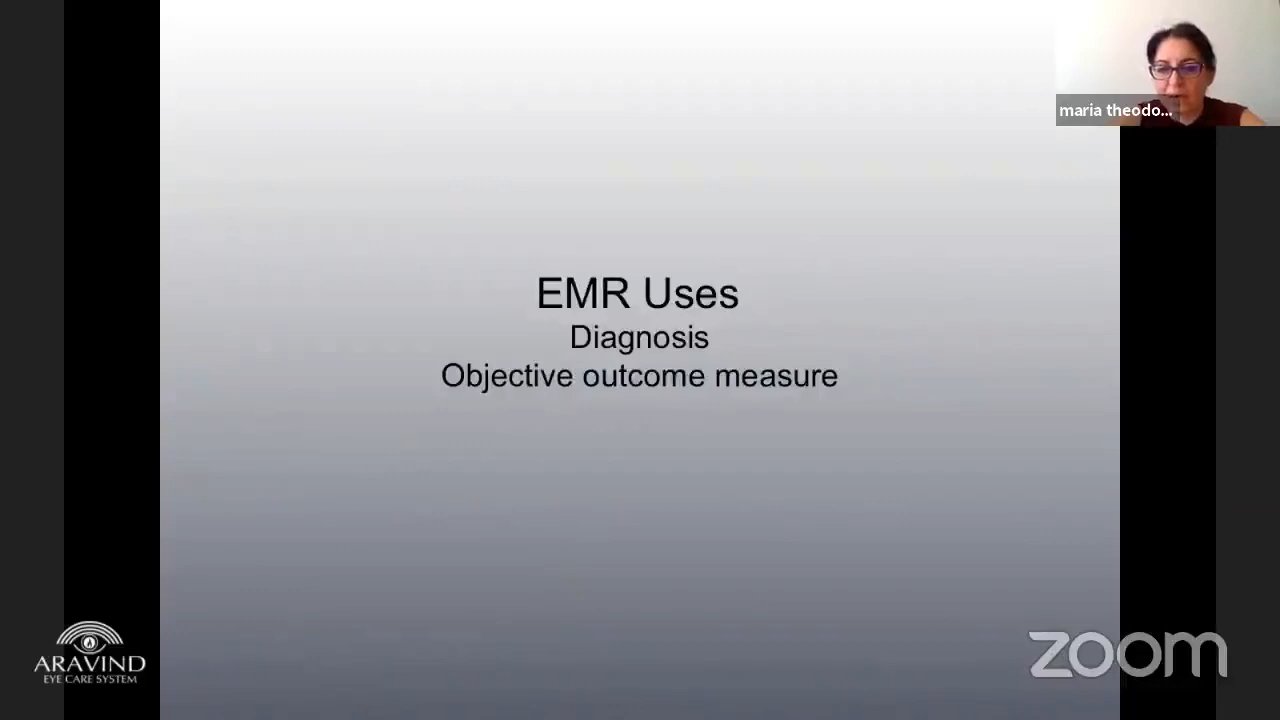 maria theodo...
EMR Uses
Diagnosis
Objective outcome measure
ARAVIND
EYE CARE SYSTEM
zoom